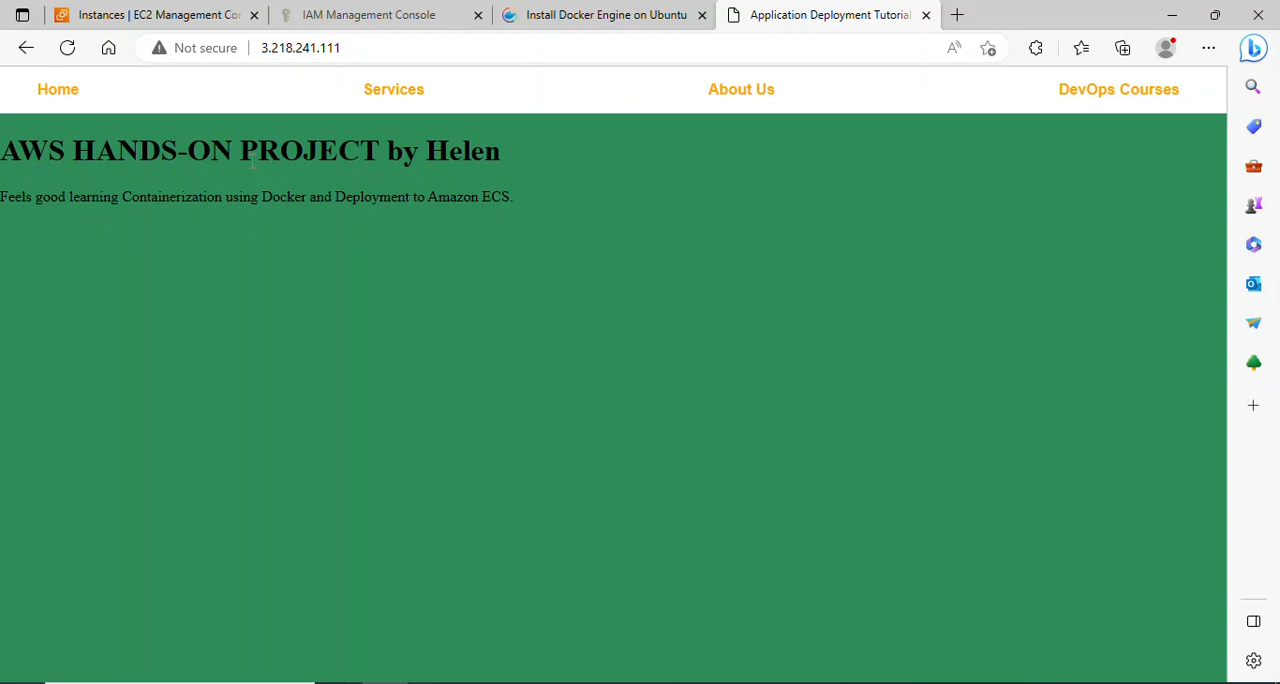 Instances | EC2 Management Cor
IAM Management Console
Install Docker Engine on Ubuntu
Application Deployment Tutorial
Not secure
3.218.241.111
Home
Services
About Us
DevOps Courses
AWS HANDS-ON PROJECT by Helen
Feels good learning Containerization using Docker and Deployment to Amazon ECS.